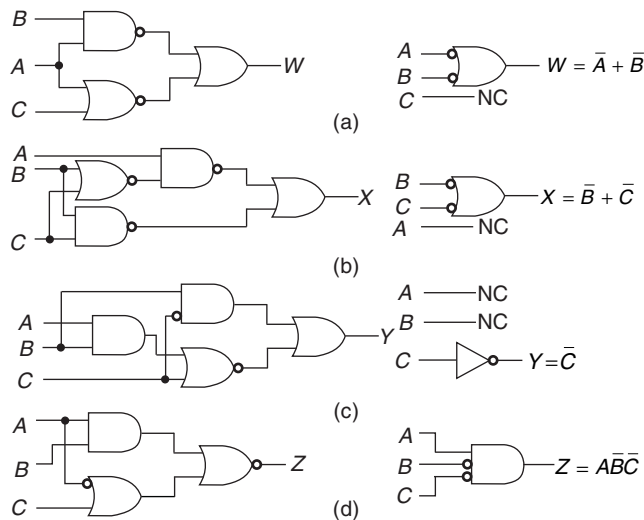 B
A
C
W
A
B
C
NC
W = A̅ + B̅
(a)
A
B
C
X
B
C
A
NC
X = B̅ + C̅
(b)
A
B
C
Y
A
NC
B
NC
C
Y = C̅
(c)
A
B
C
Z
A
B
C
Z = AB̅C̅
(d)